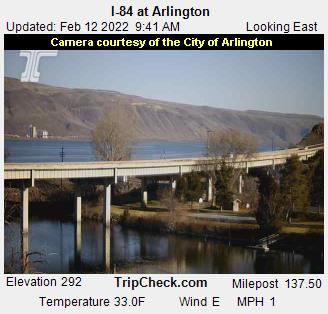 I-84 at Arlington
Updated: Feb 12 2022 9:41 AM Looking East
Camera courtesy of the City of Arlington
Elevation 292 TripCheck.com Milepost 137.50
Temperature 33.0F Wind E MPH 1